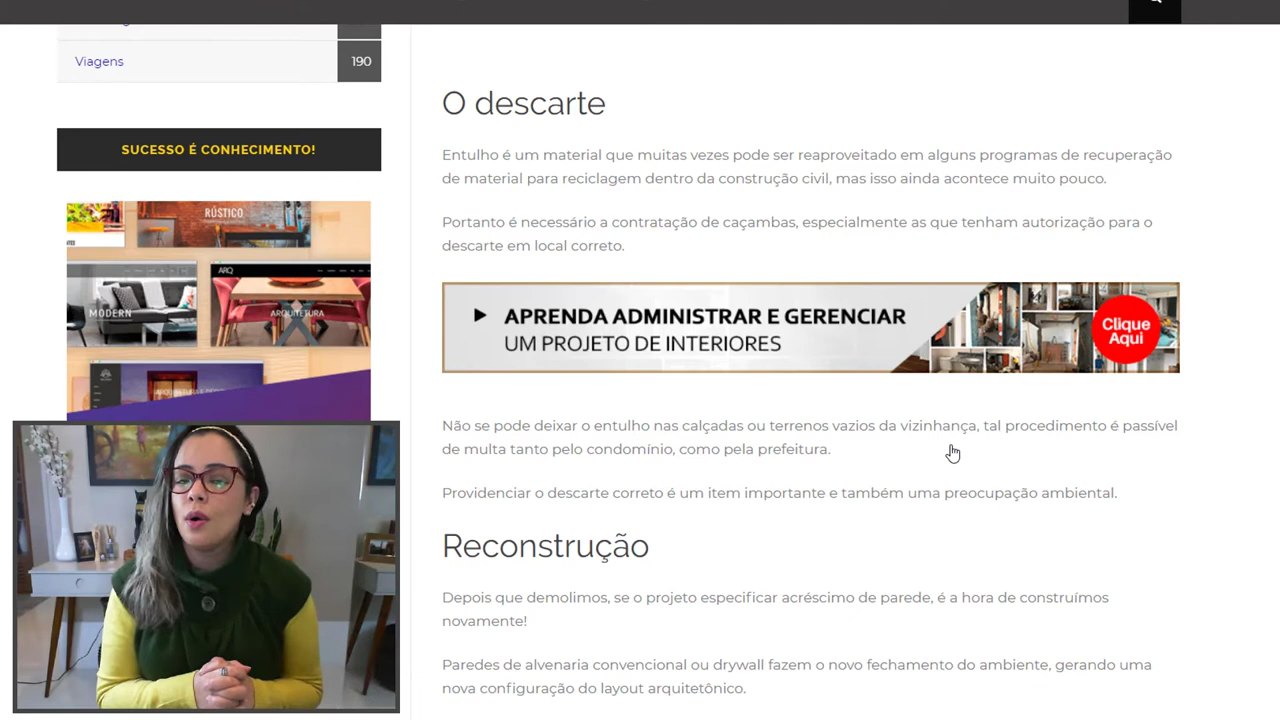 Viagens
190
SUCESSO É CONHECIMENTO!
RÚSTICO
MODERN
ARQ
ARQUITETURA
O descarte
Entulho é um material que muitas vezes pode ser reaproveitado em alguns programas de recuperação
de material para reciclagem dentro da construção civil, mas isso ainda acontece muito pouco.
Portanto é necessário a contratação de caçambas, especialmente as que tenham autorização para o
descarte em local correto.
APRENDA ADMINISTRAR E GERENCIAR
UM PROJETO DE INTERIORES
Clique
Aqui
Não se pode deixar o entulho nas calçadas ou terrenos vazios da vizinhança, tal procedimento é passível
de multa tanto pelo condomínio, como pela prefeitura.
Providenciar o descarte correto é um item importante e também uma preocupação ambiental.
Reconstrução
Depois que demolimos, se o projeto especificar acréscimo de parede, é a hora de construímos
novamente!
Paredes de alvenaria convencional ou drywall fazem o novo fechamento do ambiente, gerando uma
nova configuração do layout arquitetônico.